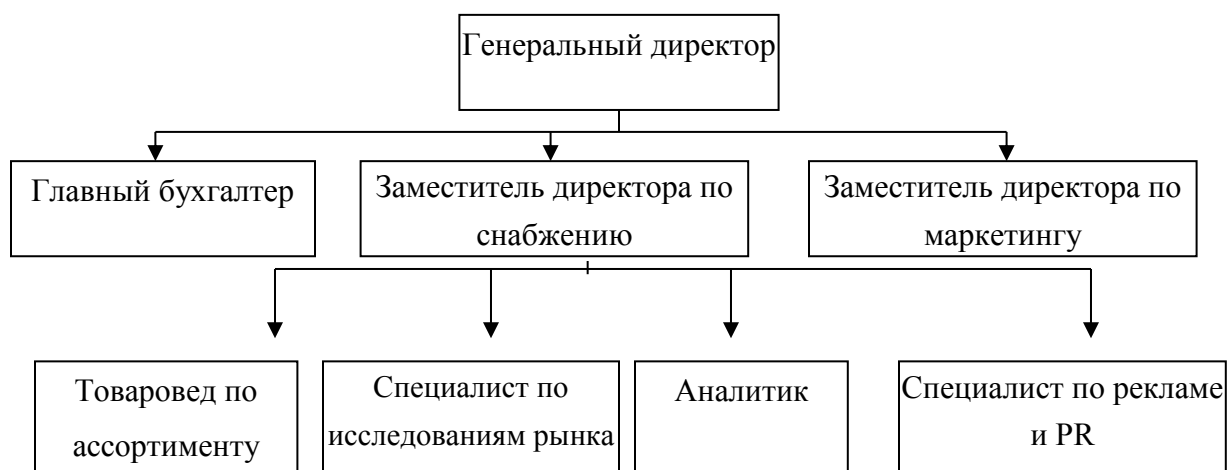 Генеральный директор
Главный бухгалтер
Заместитель директора по
снабжению
Заместитель директора по
маркетингу
Товаровед по
ассортименту
Специалист по
исследованиям рынка
Аналитик
Специалист по рекламе
и PR